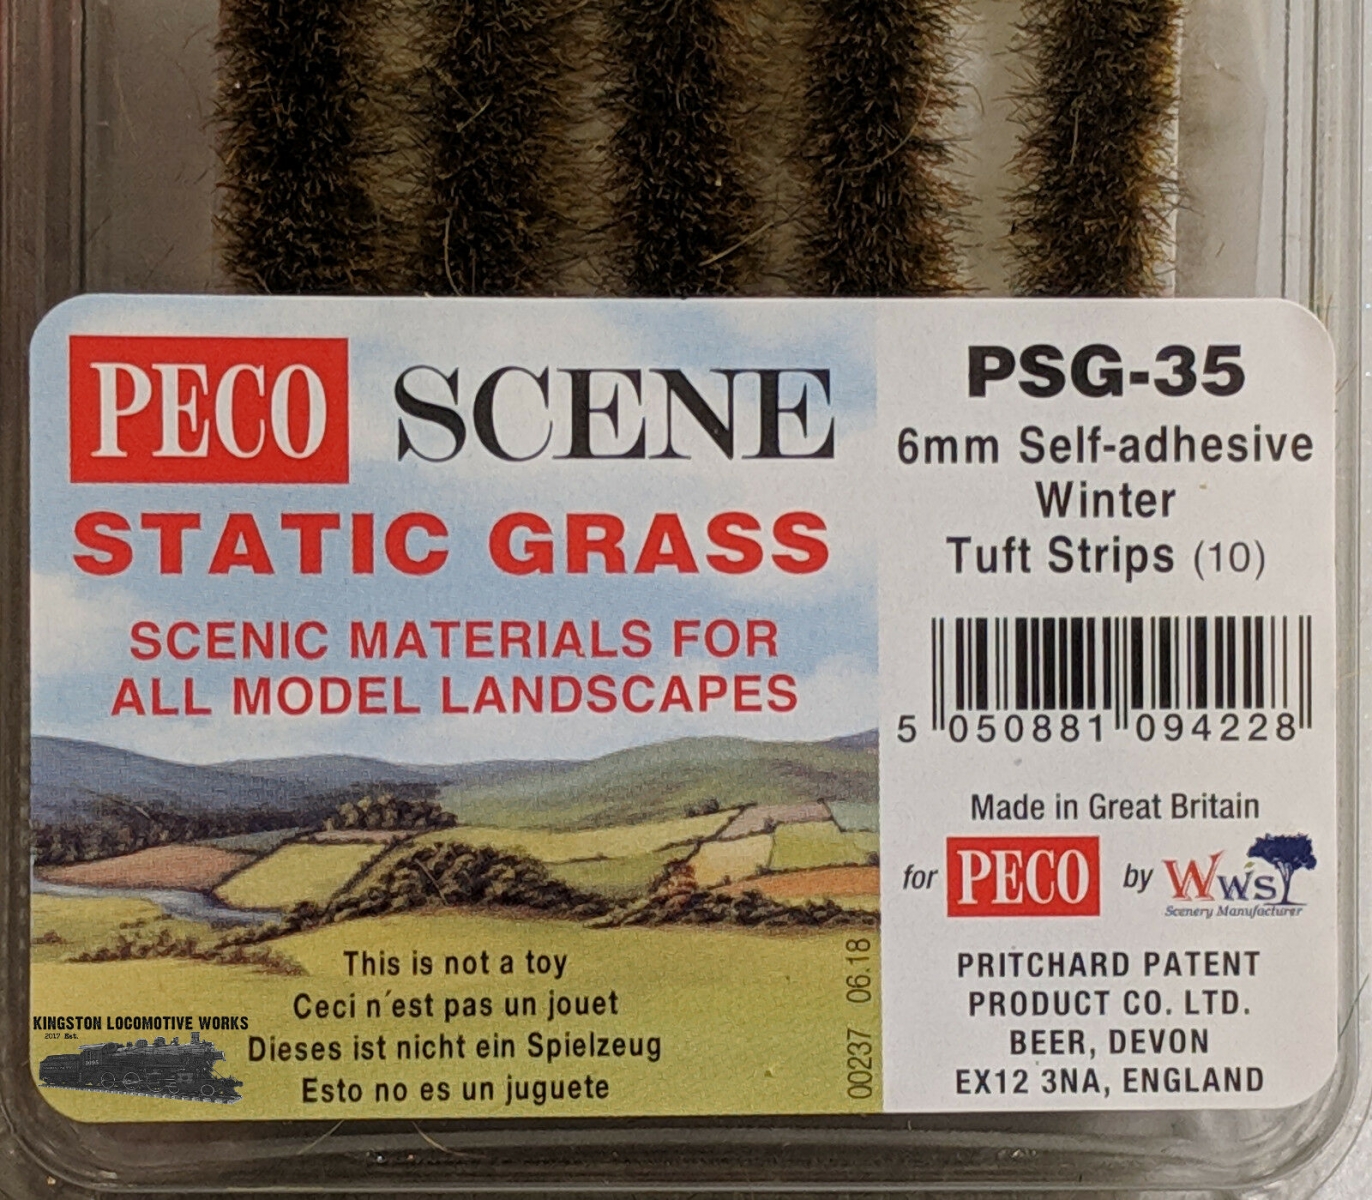 PECO SCENE
STATIC GRASS
SCENIC MATERIALS FOR
ALL MODEL LANDSCAPES
This is not a toy
Ceci n´est pas un jouet
Dieses ist nicht ein Spielzeug
Esto no es un juguete
00237 06.18
KINGSTON LOCOMOTIVE WORKS
2017 Est.
PSG-35
6mm Self-adhesive
Winter
Tuft Strips (10)
5 050881 094228
Made in Great Britain
for PECO by WWS
Scenery Manufacturer
PRITCHARD PATENT
PRODUCT CO. LTD.
BEER, DEVON
EX12 3NA, ENGLAND